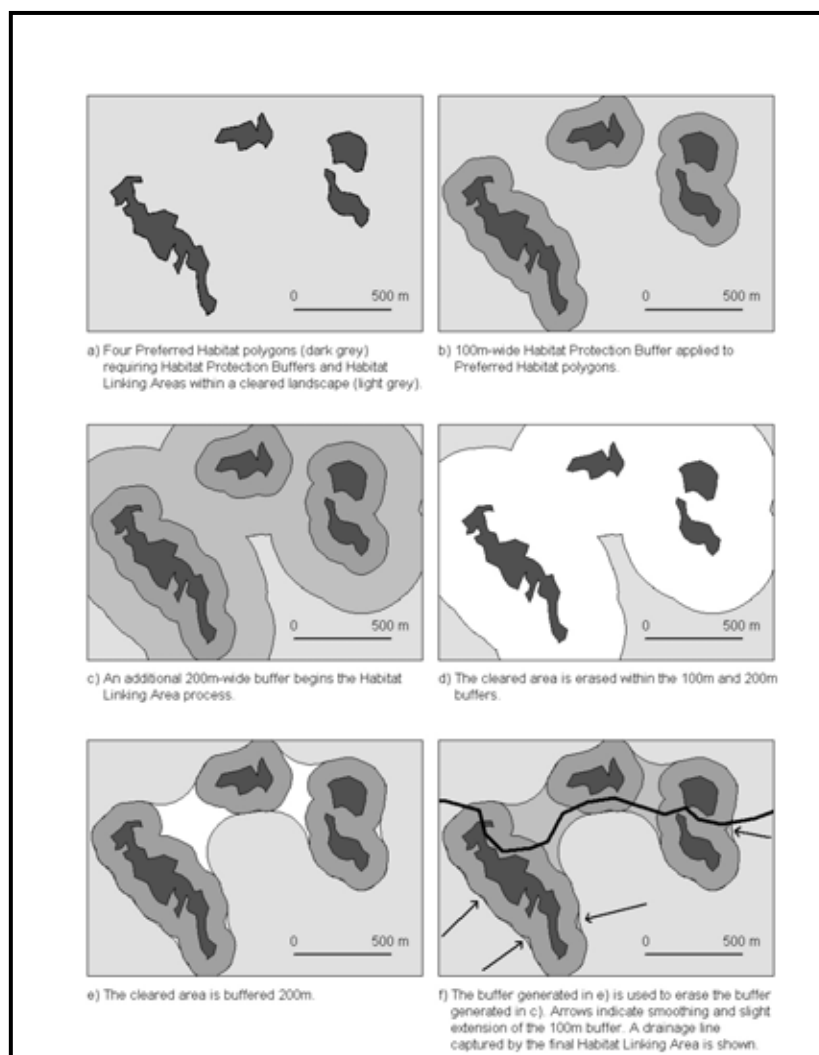 0 500 m
0 500 m
a) Four Preferred Habitat polygons (dark grey)
requiring Habitat Protection Buffers and Habitat
Linking Areas within a cleared landscape (light grey).
b) 100m-wide Habitat Protection Buffer applied to
Preferred Habitat polygons.
0 500 m
0 500 m
c) An additional 200m-wide buffer begins the Habitat
Linking Area process.
d) The cleared area is erased within the 100m and 200m
buffers.
0 500 m
0 500 m
e) The cleared area is buffered 200m.
f) The buffer generated in e) is used to erase the buffer
generated in c). Arrows indicate smoothing and slight
extension of the 100m buffer. A drainage line
captured by the final Habitat Linking Area is shown.